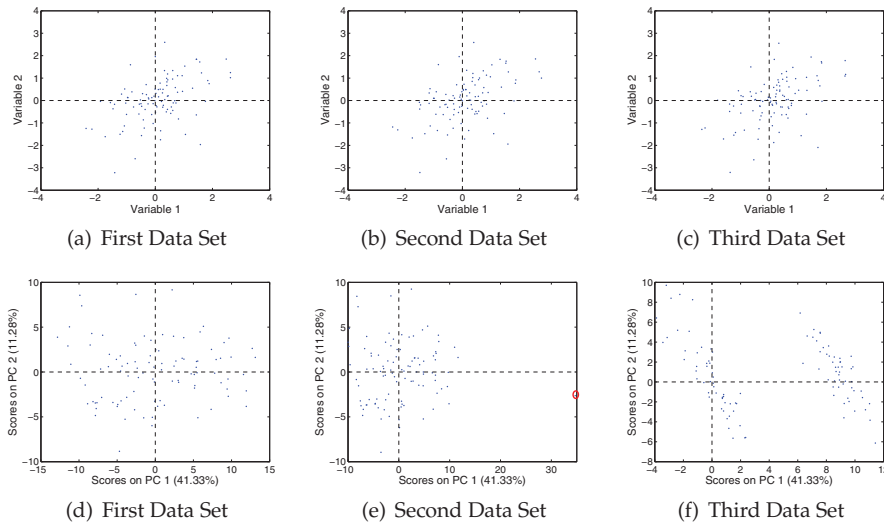 4
3
2
1
0
−1
−2
−3
−4
Variable 2
−4 −2 0 2 4
Variable 1
(a) First Data Set
4
3
2
1
0
−1
−2
−3
−4
Variable 2
−4 −2 0 2 4
Variable 1
(b) Second Data Set
4
3
2
1
0
−1
−2
−3
−4
Variable 2
−4 −2 0 2 4
Variable 1
(c) Third Data Set
10
5
0
−5
−10
Scores on PC 2 (11.28%)
−15 −10 −5 0 5 10 15
Scores on PC 1 (41.33%)
(d) First Data Set
10
5
0
−5
−10
Scores on PC 2 (11.28%)
−10 0 10 20 30
Scores on PC 1 (41.33%)
(e) Second Data Set
10
8
6
4
2
0
−2
−4
−6
−8
Scores on PC 2 (11.28%)
−4 −2 0 2 4 6 8 10 12
Scores on PC 1 (41.33%)
(f) Third Data Set